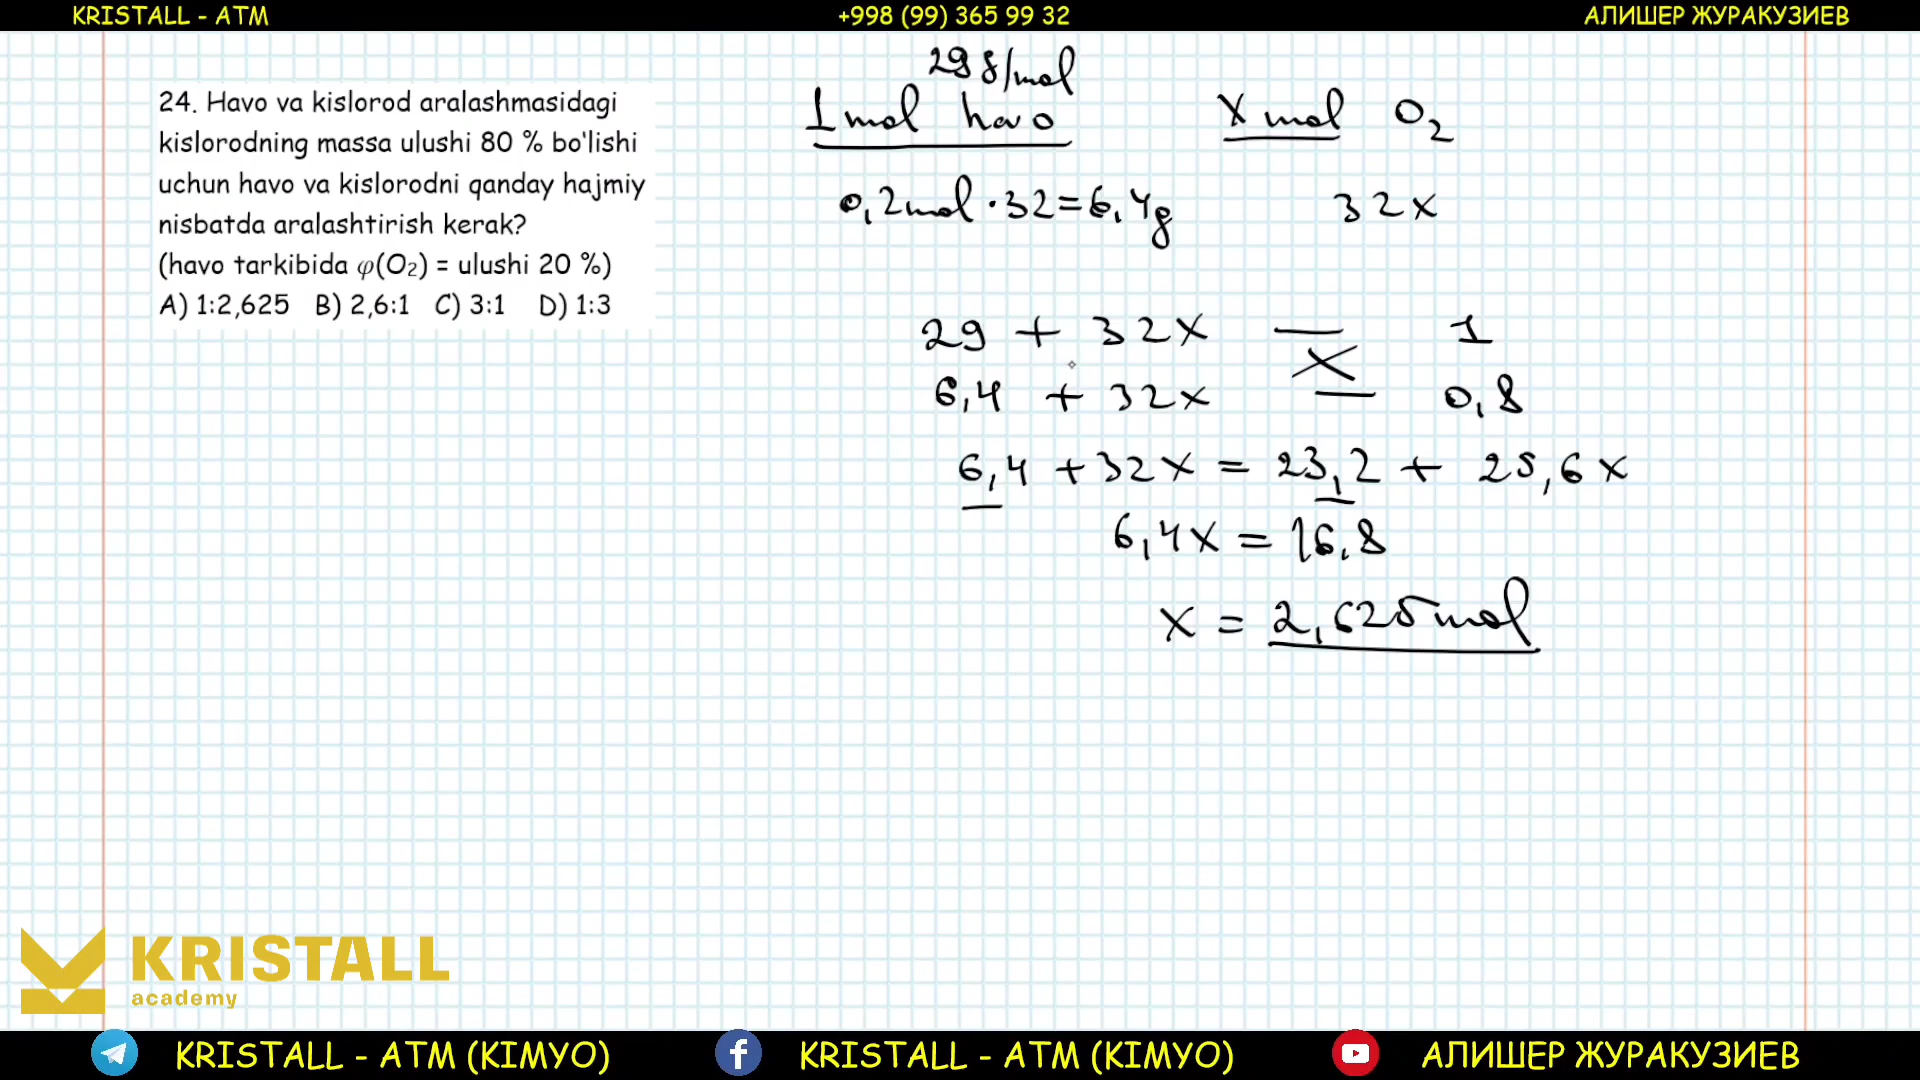 KRISTALL - ATM
+998 (99) 365 99 32
АЛИШЕР ЖУРАКУЗИЕВ
24. Havo va kislorod aralashmasidagi
kislorodning massa ulushi 80 % bo'lishi
uchun havo va kislorodni qanday hajmiy
nisbatda aralashtirish kerak?
(havo tarkibida φ(O₂) = ulushi 20 %)
A) 1:2,625 B) 2,6:1 C) 3:1 D) 1:3
29 g/mol
1 mol havo
X mol O₂
0,2 mol · 32 = 6,4 g
32x
29 + 32x — 1
X
6,4 + 32x — 0,8
6,4 + 32x = 23,2 + 25,6x
6,4x = 16,8
x = 2,625 mol
KRISTALL
academy
KRISTALL - ATM (KIMYO)
KRISTALL - ATM (KIMYO)
АЛИШЕР ЖУРАКУЗИЕВ